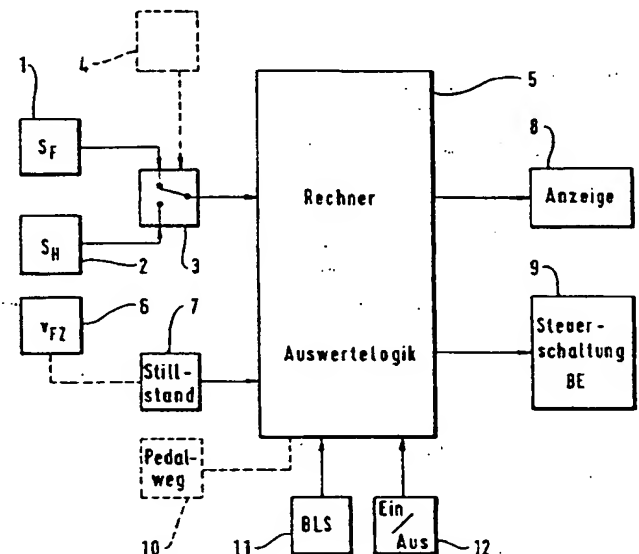 1
4
5
S_F
8
Rechner
Anzeige
S_H
2
3
9
6
7
v_FZ
Steuer-
schaltung
BE
Still-
stand
Auswertelogik
Pedal-
weg
BLS
Ein
/
Aus
10
11
12